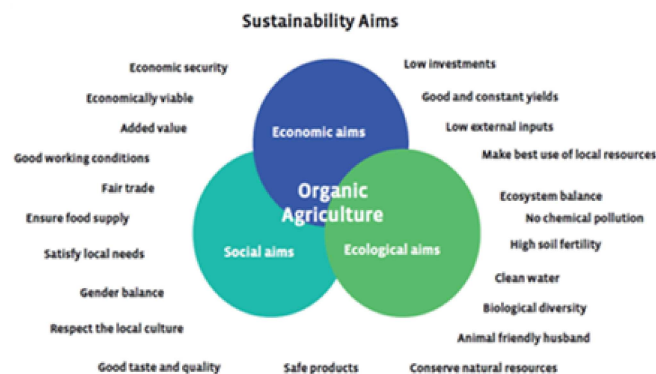 Sustainability Aims
Economic security
Low investments
Economically viable
Good and constant yields
Added value
Low external inputs
Economic aims
Good working conditions
Make best use of local resources
Fair trade
Organic
Agriculture
Ecosystem balance
Ensure food supply
No chemical pollution
Satisfy local needs
Social aims
Ecological aims
High soil fertility
Gender balance
Clean water
Biological diversity
Respect the local culture
Animal friendly husband
Good taste and quality
Safe products
Conserve natural resources